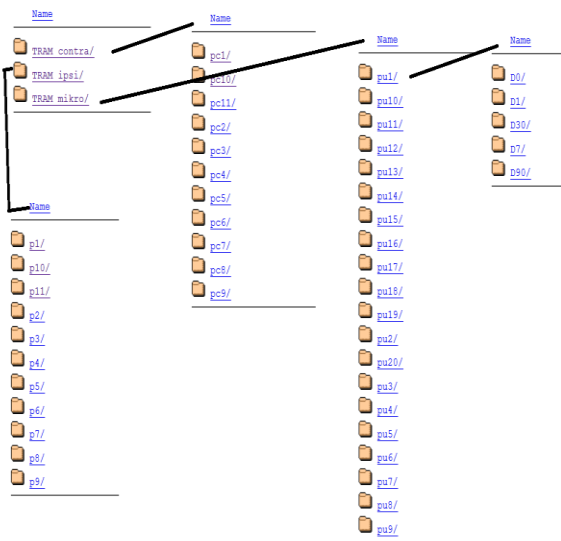 Name
TRAM contra/
TRAM ipsi/
TRAM mikro/
Name
p1/
p10/
p11/
p2/
p3/
p4/
p5/
p6/
p7/
p8/
p9/
Name
pc1/
pc10/
pc11/
pc2/
pc3/
pc4/
pc5/
pc6/
pc7/
pc8/
pc9/
Name
pu1/
pu10/
pu11/
pu12/
pu13/
pu14/
pu15/
pu16/
pu17/
pu18/
pu19/
pu2/
pu20/
pu3/
pu4/
pu5/
pu6/
pu7/
pu8/
pu9/
Name
D0/
D1/
D30/
D7/
D90/